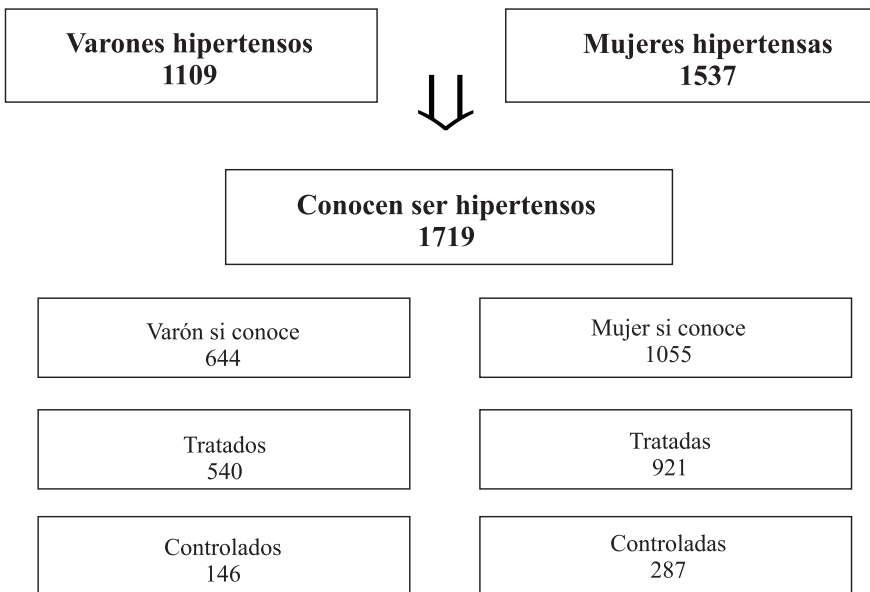 Varones hipertensos
1109
Mujeres hipertensas
1537
Conocen ser hipertensos
1719
Varón si conoce
644
Mujer si conoce
1055
Tratados
540
Tratadas
921
Controlados
146
Controladas
287